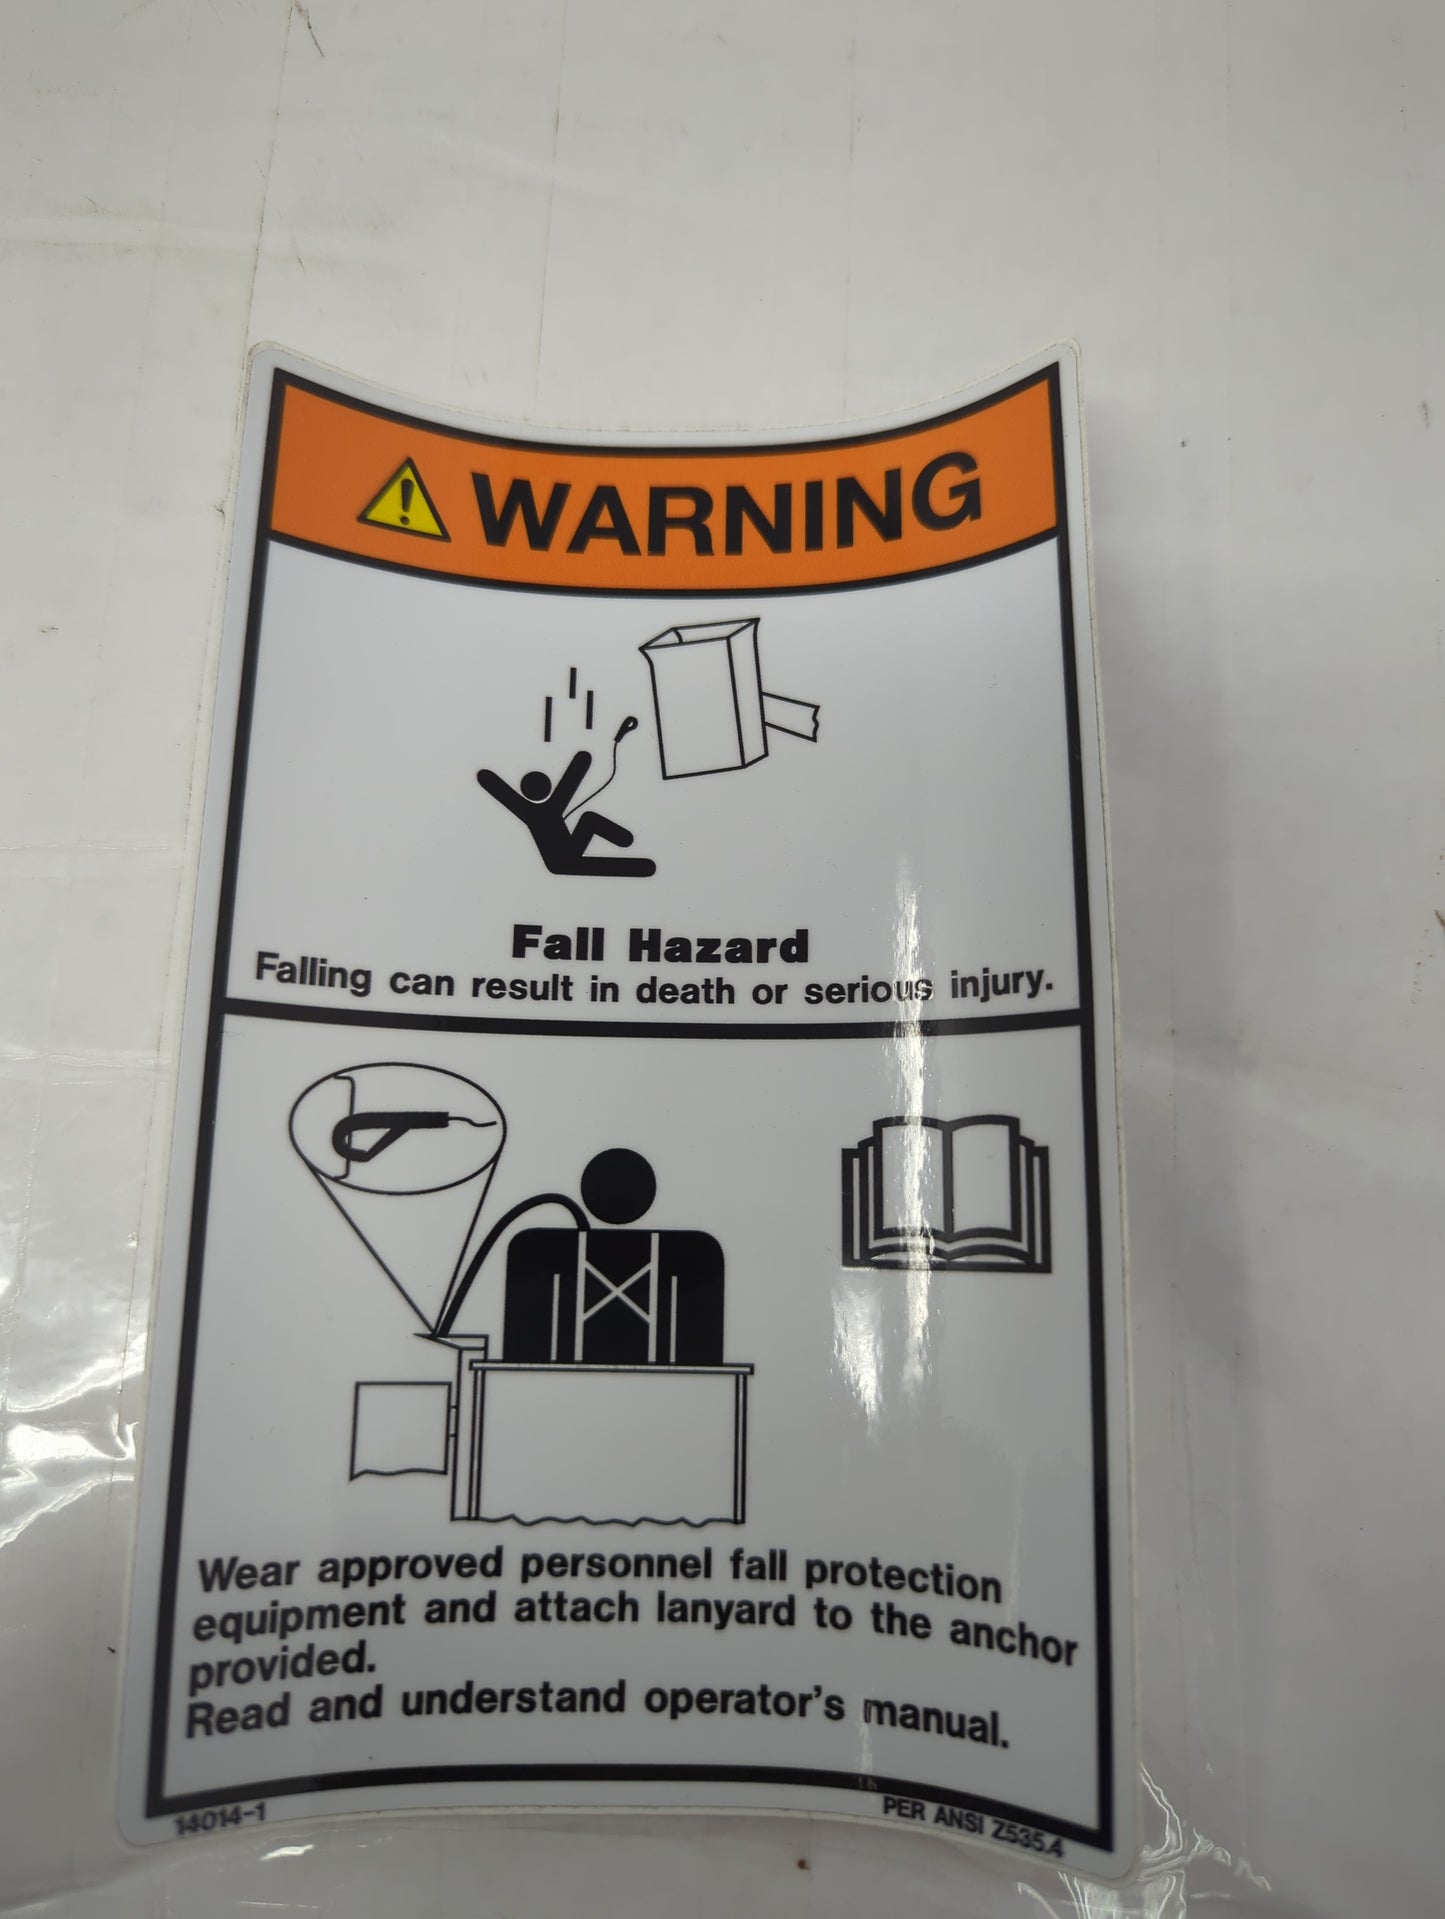 WARNING
Fall Hazard
Falling can result in death or serious injury.
Wear approved personnel fall protection
equipment and attach lanyard to the anchor
provided.
Read and understand operator's manual.
14014-1
PER ANSI Z535.4